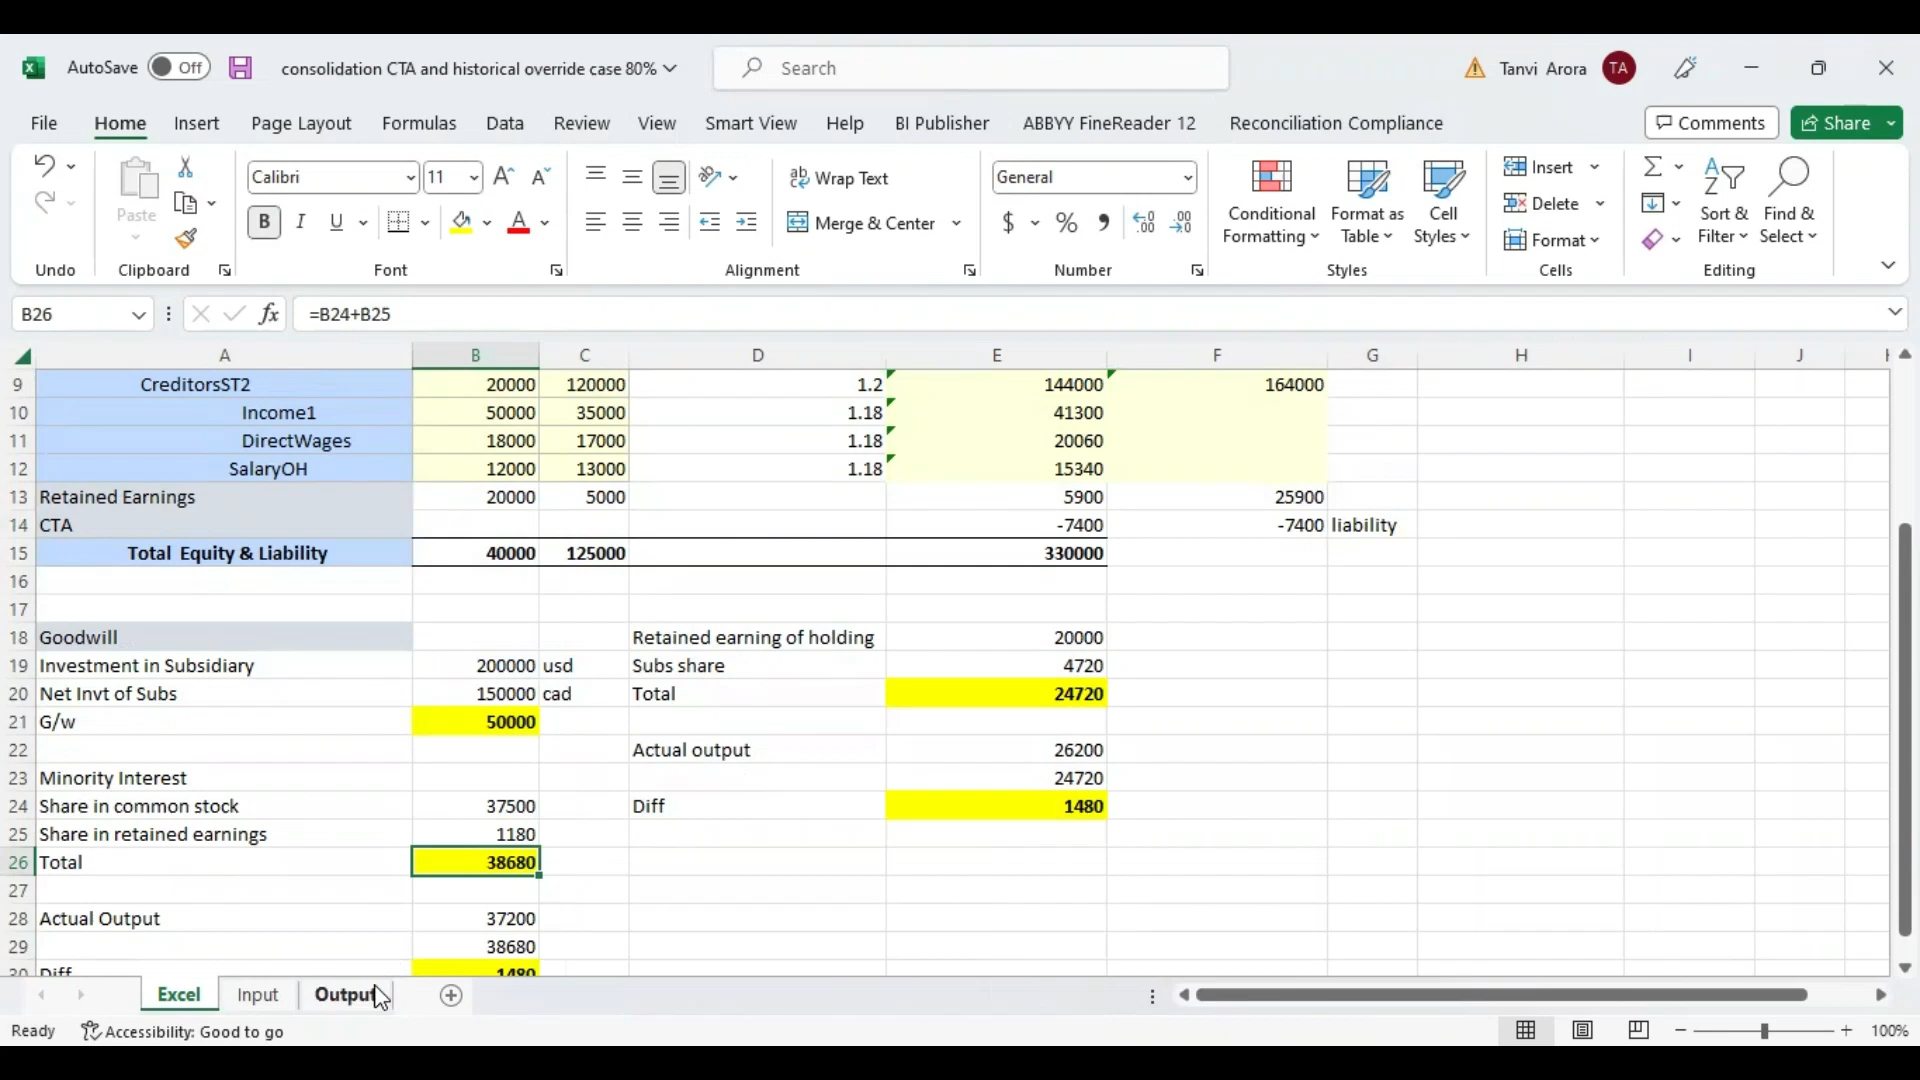 AutoSave Off consolidation CTA and historical override case 80% Search Tanvi Arora TA
File Home Insert Page Layout Formulas Data Review View Smart View Help BI Publisher ABBYY FineReader 12 Reconciliation Compliance Comments Share
Paste Calibri 11 Wrap Text General Conditional Formatting Format as Table Cell Styles Insert Delete Format Sort & Filter Find & Select
B I U A Merge & Center $ %
Undo Clipboard Font Alignment Number Styles Cells Editing
B26 fx =B24+B25
A B C D E F G H I J
9 CreditorsST2 20000 120000 1.2 144000 164000
10 Income1 50000 35000 1.18 41300
11 DirectWages 18000 17000 1.18 20060
12 SalaryOH 12000 13000 1.18 15340
13 Retained Earnings 20000 5000 5900 25900
14 CTA -7400 -7400 liability
15 Total Equity & Liability 40000 125000 330000
16
17
18 Goodwill Retained earning of holding 20000
19 Investment in Subsidiary 200000 usd Subs share 4720
20 Net Invt of Subs 150000 cad Total 24720
21 G/w 50000
22 Actual output 26200
23 Minority Interest 24720
24 Share in common stock 37500 Diff 1480
25 Share in retained earnings 1180
26 Total 38680
27
28 Actual Output 37200
29 38680
30 Diff 1480
Excel Input Output
Ready Accessibility: Good to go 100%